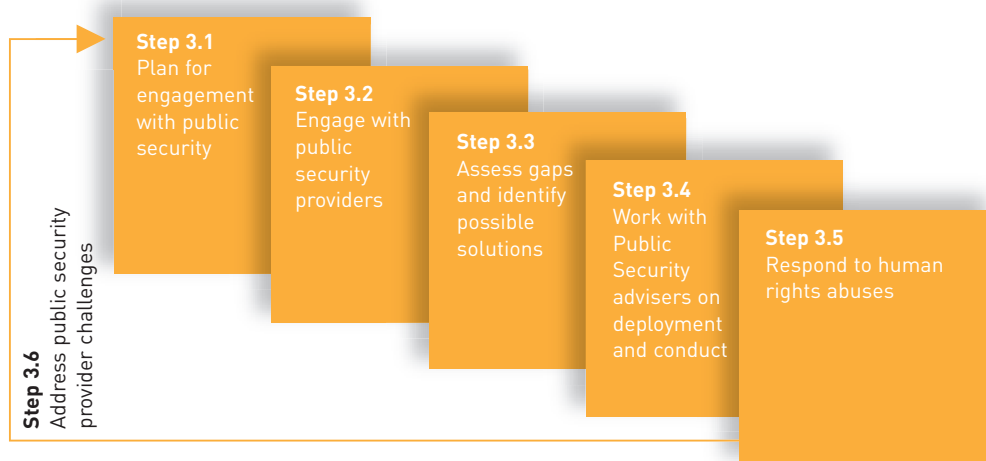 Step 3.1
Plan for
engagement
with public
security
Step 3.2
Engage with
public
security
providers
Step 3.3
Assess gaps
and identify
possible
solutions
Step 3.4
Work with
Public
Security
advisers on
deployment
and conduct
Step 3.5
Respond to human
rights abuses
Step 3.6
Address public security
provider challenges